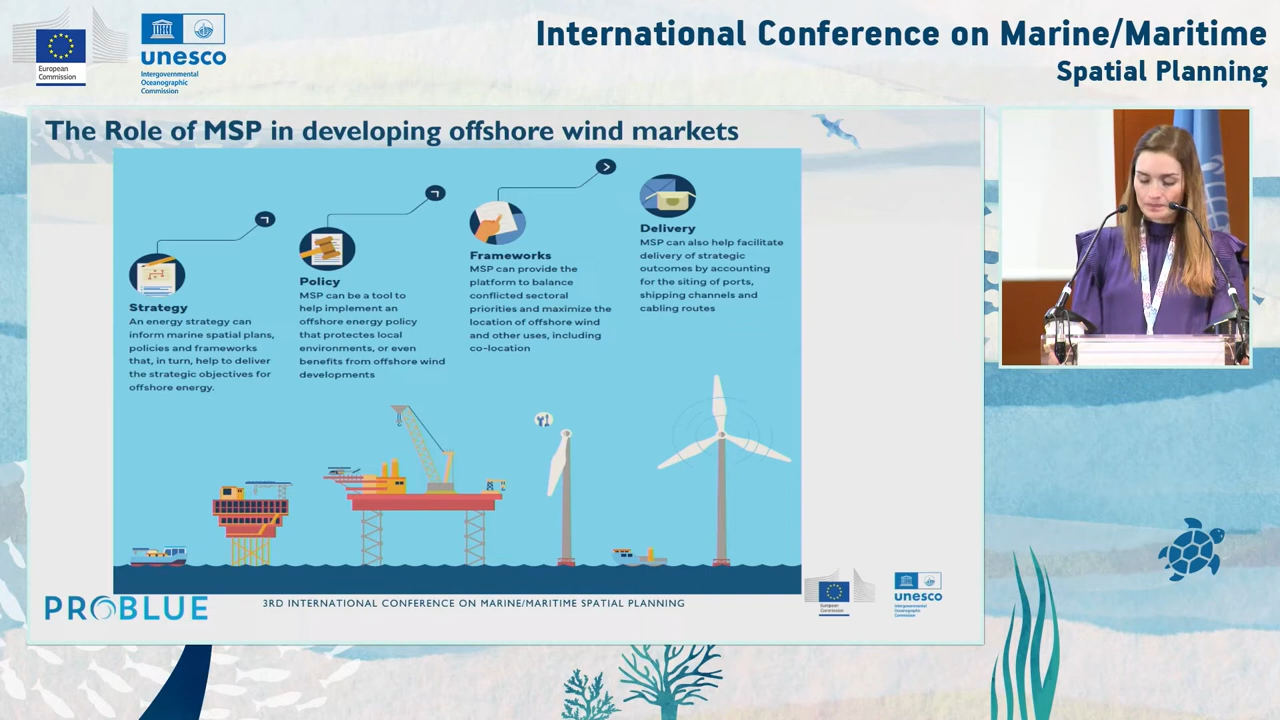 European
Commission
unesco
Intergovernmental
Oceanographic
Commission
International Conference on Marine/Maritime
Spatial Planning
The Role of MSP in developing offshore wind markets
Strategy
An energy strategy can
inform marine spatial plans,
policies and frameworks
that, in turn, help to deliver
the strategic objectives for
offshore energy.
Policy
MSP can be a tool to
help implement an
offshore energy policy
that protectes local
environments, or even
benefits from offshore wind
developments
Frameworks
MSP can provide the
platform to balance
conflicted sectoral
priorities and maximize the
location of offshore wind
and other uses, including
co-location
Delivery
MSP can also help facilitate
delivery of strategic
outcomes by accounting
for the siting of ports,
shipping channels and
cabling routes
PROBLUE
3RD INTERNATIONAL CONFERENCE ON MARINE/MARITIME SPATIAL PLANNING
European
Commission
unesco
Intergovernmental
Oceanographic
Commission